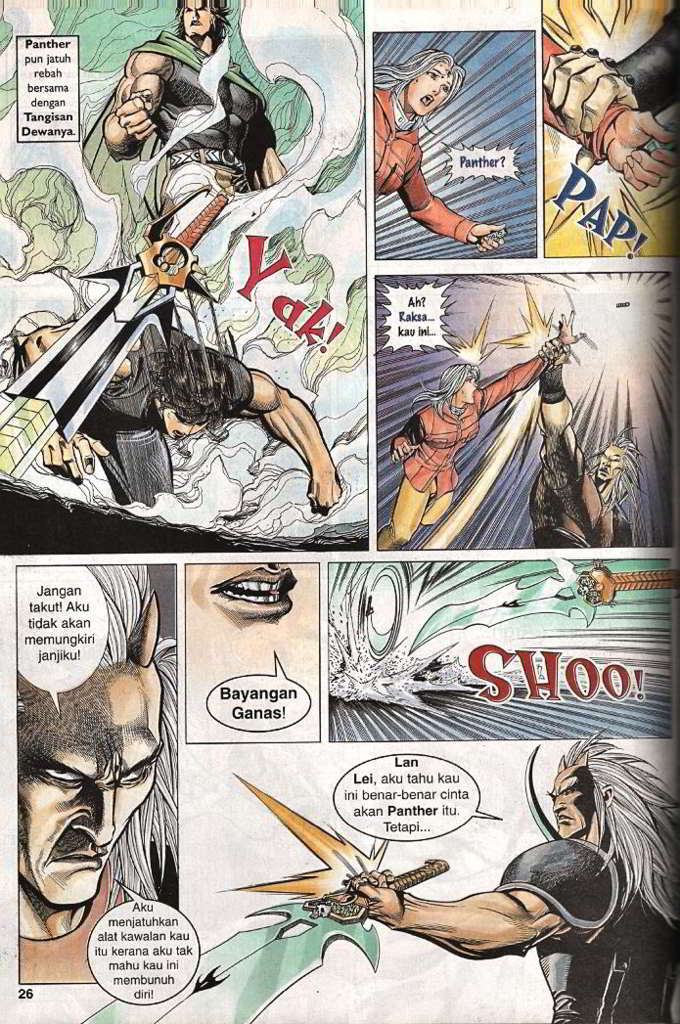 Panther
pun jatuh
rebah
bersama
dengan
Tangisan
Dewanya.
Yak!
Panther?
PAP!
Ah?
Raksa...
kau ini...
Jangan
takut! Aku
tidak akan
memungkiri
janjiku!
Bayangan
Ganas!
SHOO!
Lan
Lei, aku tahu kau
ini benar-benar cinta
akan Panther itu.
Tetapi...
Aku
menjatuhkan
alat kawalan kau
itu kerana aku tak
mahu kau ini
membunuh
diri!
26